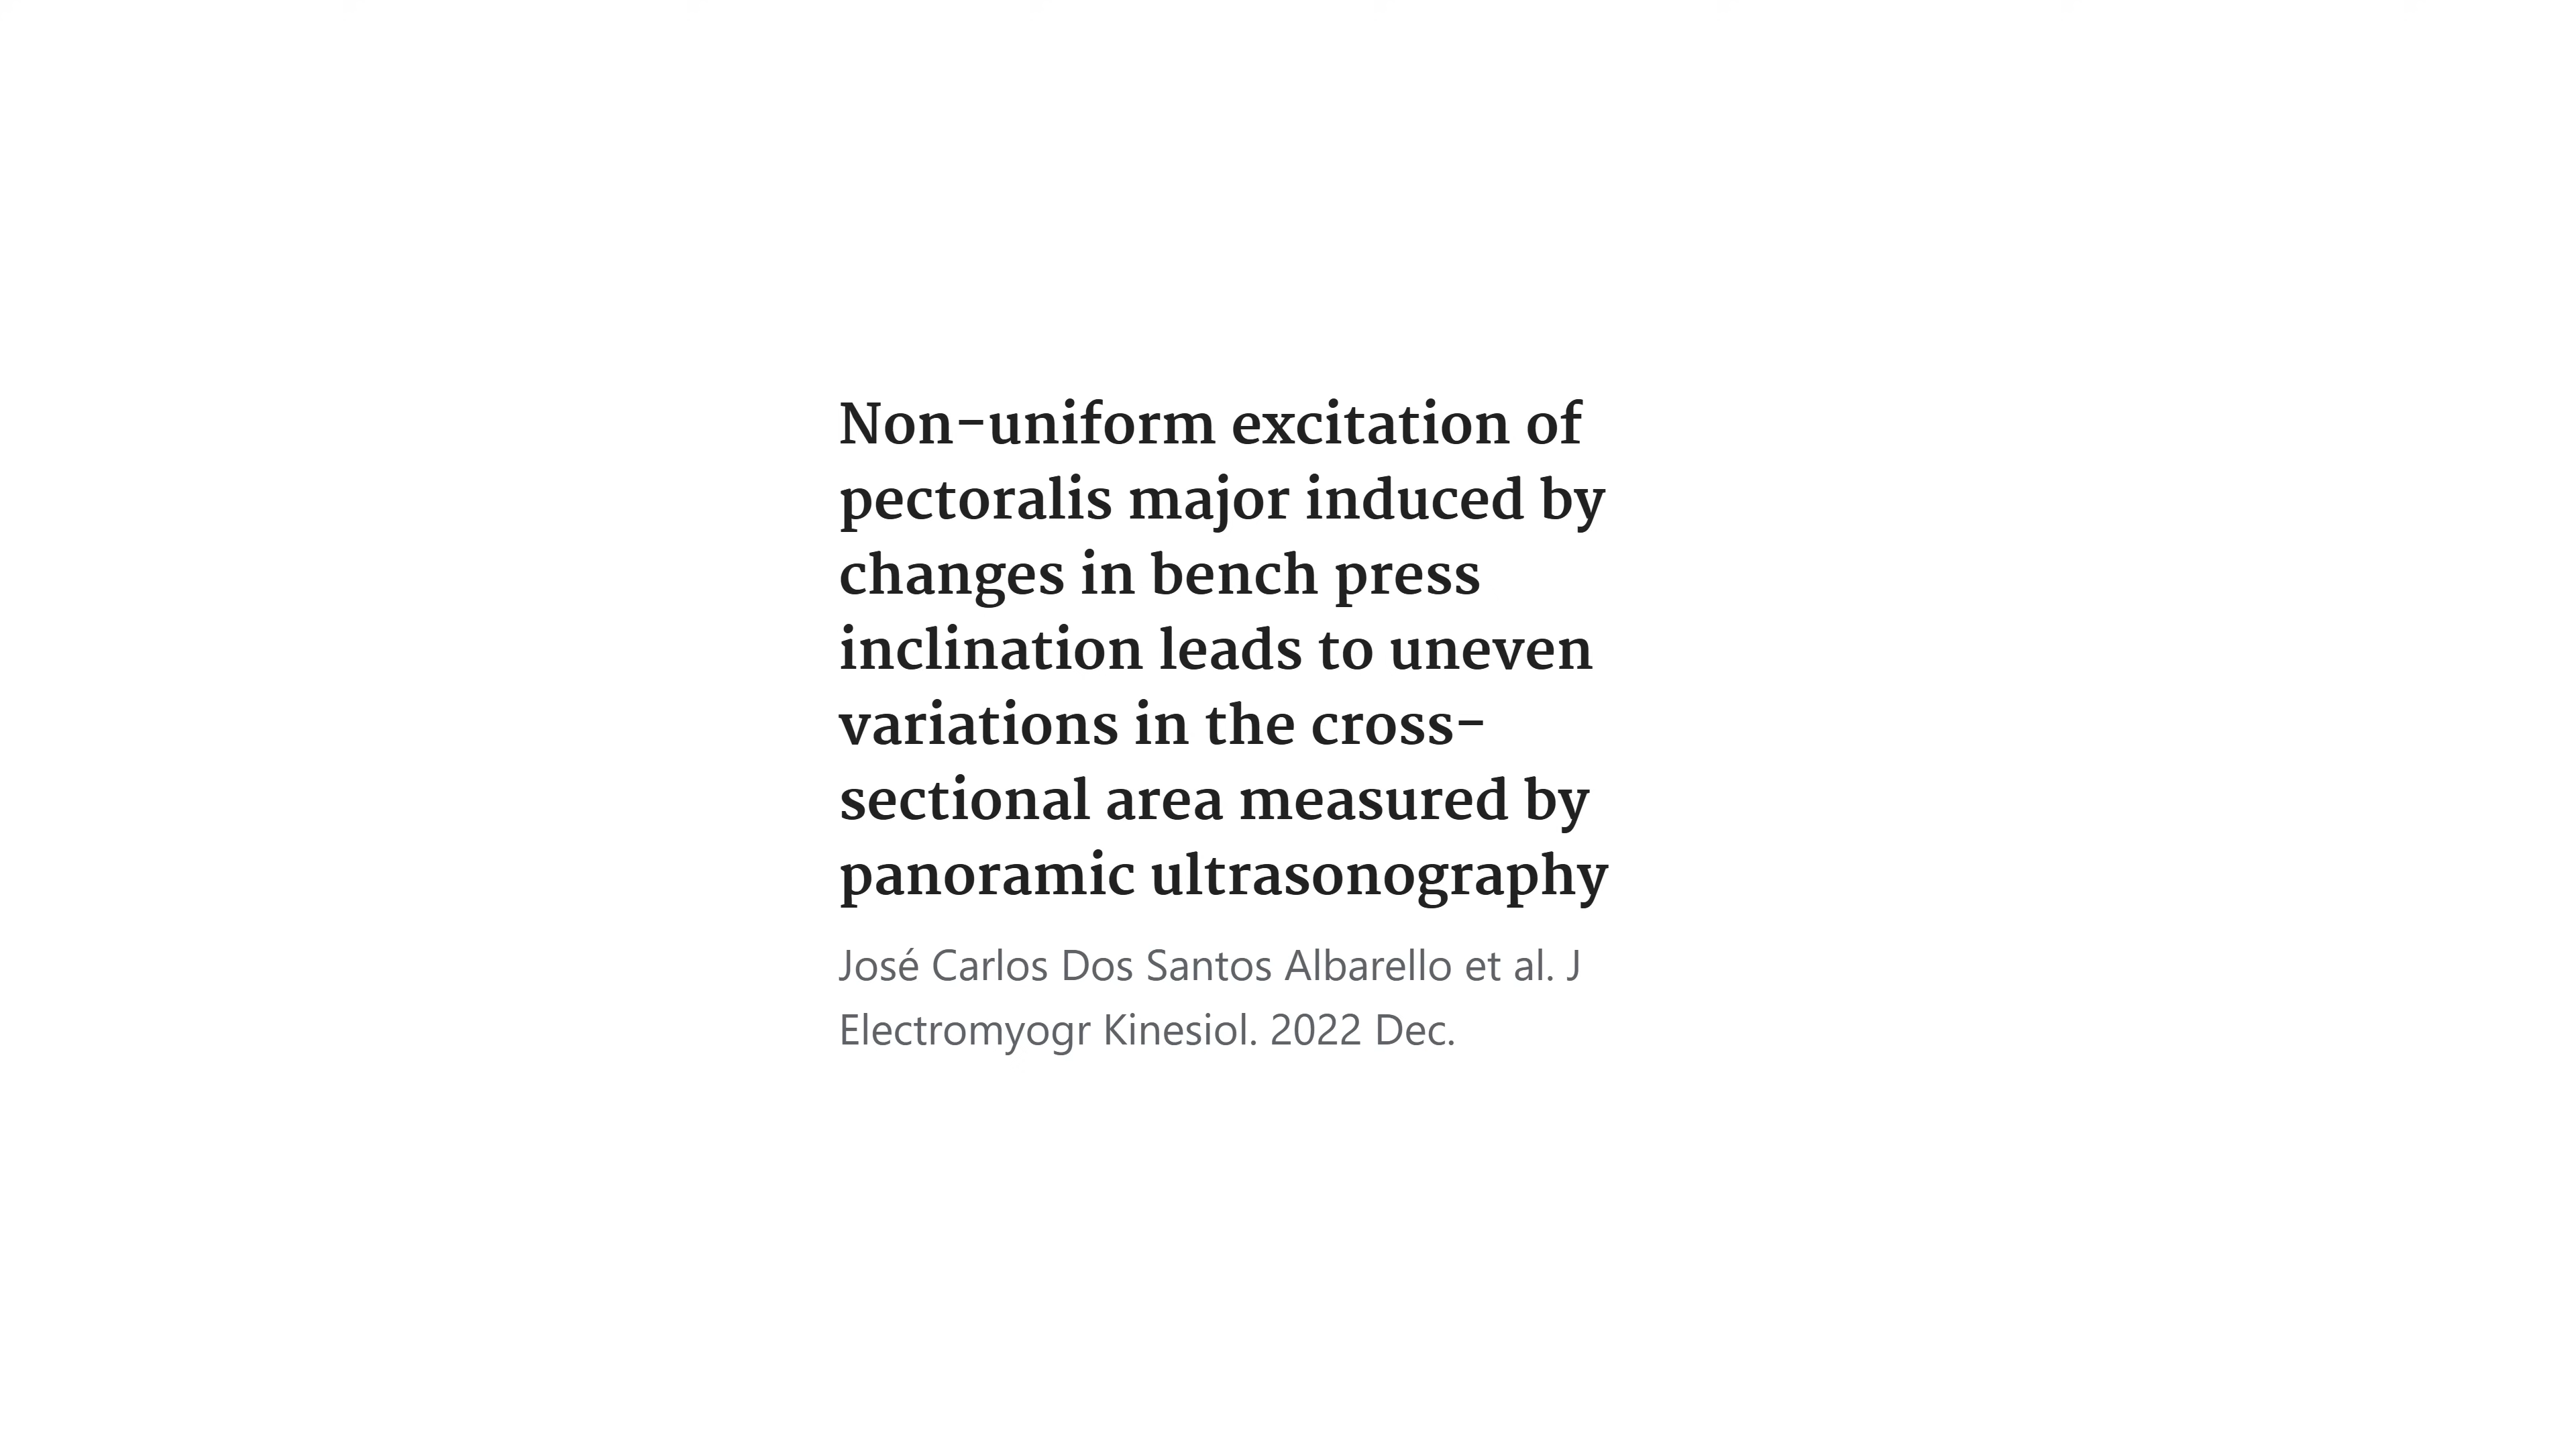 Non-uniform excitation of
pectoralis major induced by
changes in bench press
inclination leads to uneven
variations in the cross-
sectional area measured by
panoramic ultrasonography
José Carlos Dos Santos Albarello et al. J
Electromyogr Kinesiol. 2022 Dec.